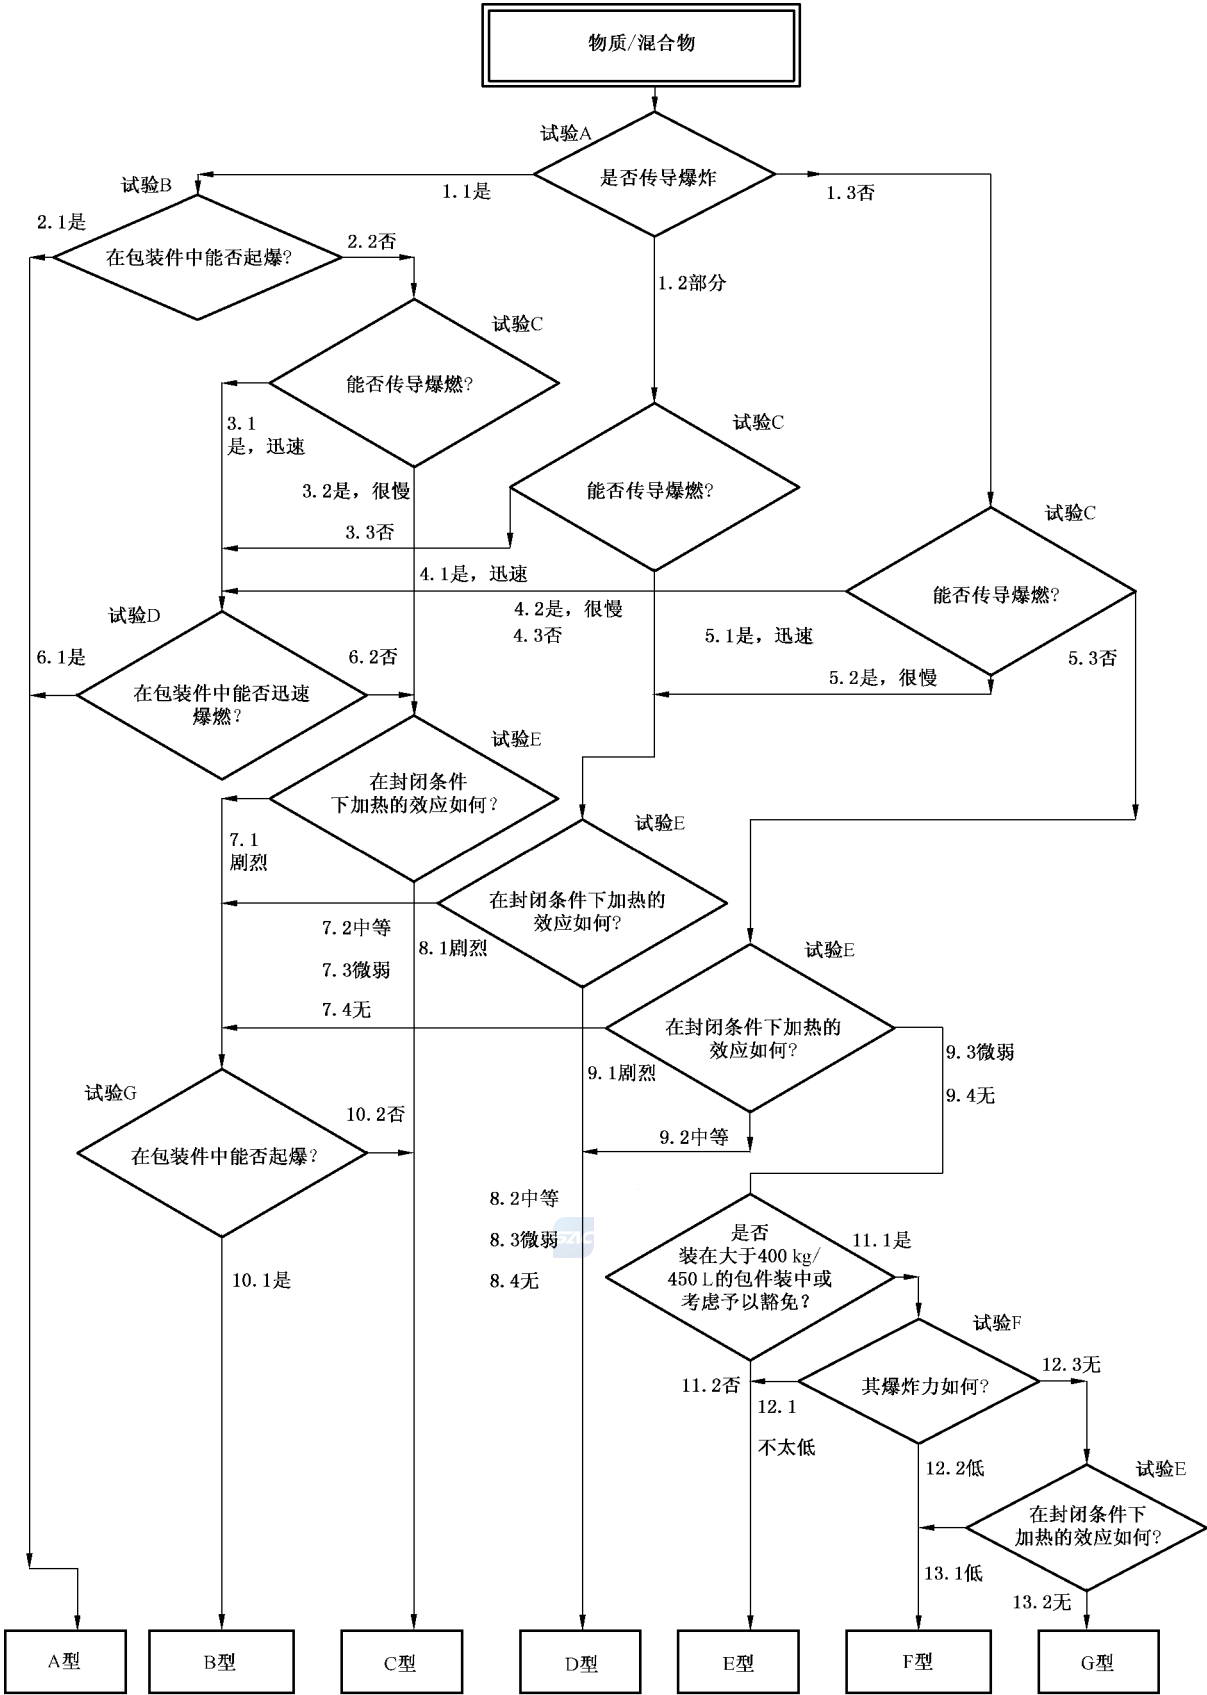 物质/混合物
试验A
是否传导爆炸
1.1是
1.3否
试验B
2.1是
在包装件中能否起爆?
2.2否
1.2部分
试验C
能否传导爆燃?
3.1
是，迅速
试验C
能否传导爆燃?
3.2是，很慢
3.3否
试验C
能否传导爆燃?
4.1是，迅速
4.2是，很慢
4.3否
5.1是，迅速
5.2是，很慢
5.3否
试验D
6.1是
6.2否
在包装件中能否迅速
爆燃?
试验E
在封闭条件
下加热的效应如何?
7.1
剧烈
试验E
在封闭条件下加热的
效应如何?
7.2中等
7.3微弱
7.4无
8.1剧烈
试验E
在封闭条件下加热的
效应如何?
9.1剧烈
9.3微弱
9.4无
9.2中等
试验G
在包装件中能否起爆?
10.2否
10.1是
8.2中等
8.3微弱
8.4无
SAC
是否
装在大于400 kg/
450 L的包件装中或
考虑予以豁免?
11.1是
11.2否
试验F
其爆炸力如何?
12.1
不太低
12.3无
12.2低
试验E
在封闭条件下
加热的效应如何?
13.1低
13.2无
A型
B型
C型
D型
E型
F型
G型